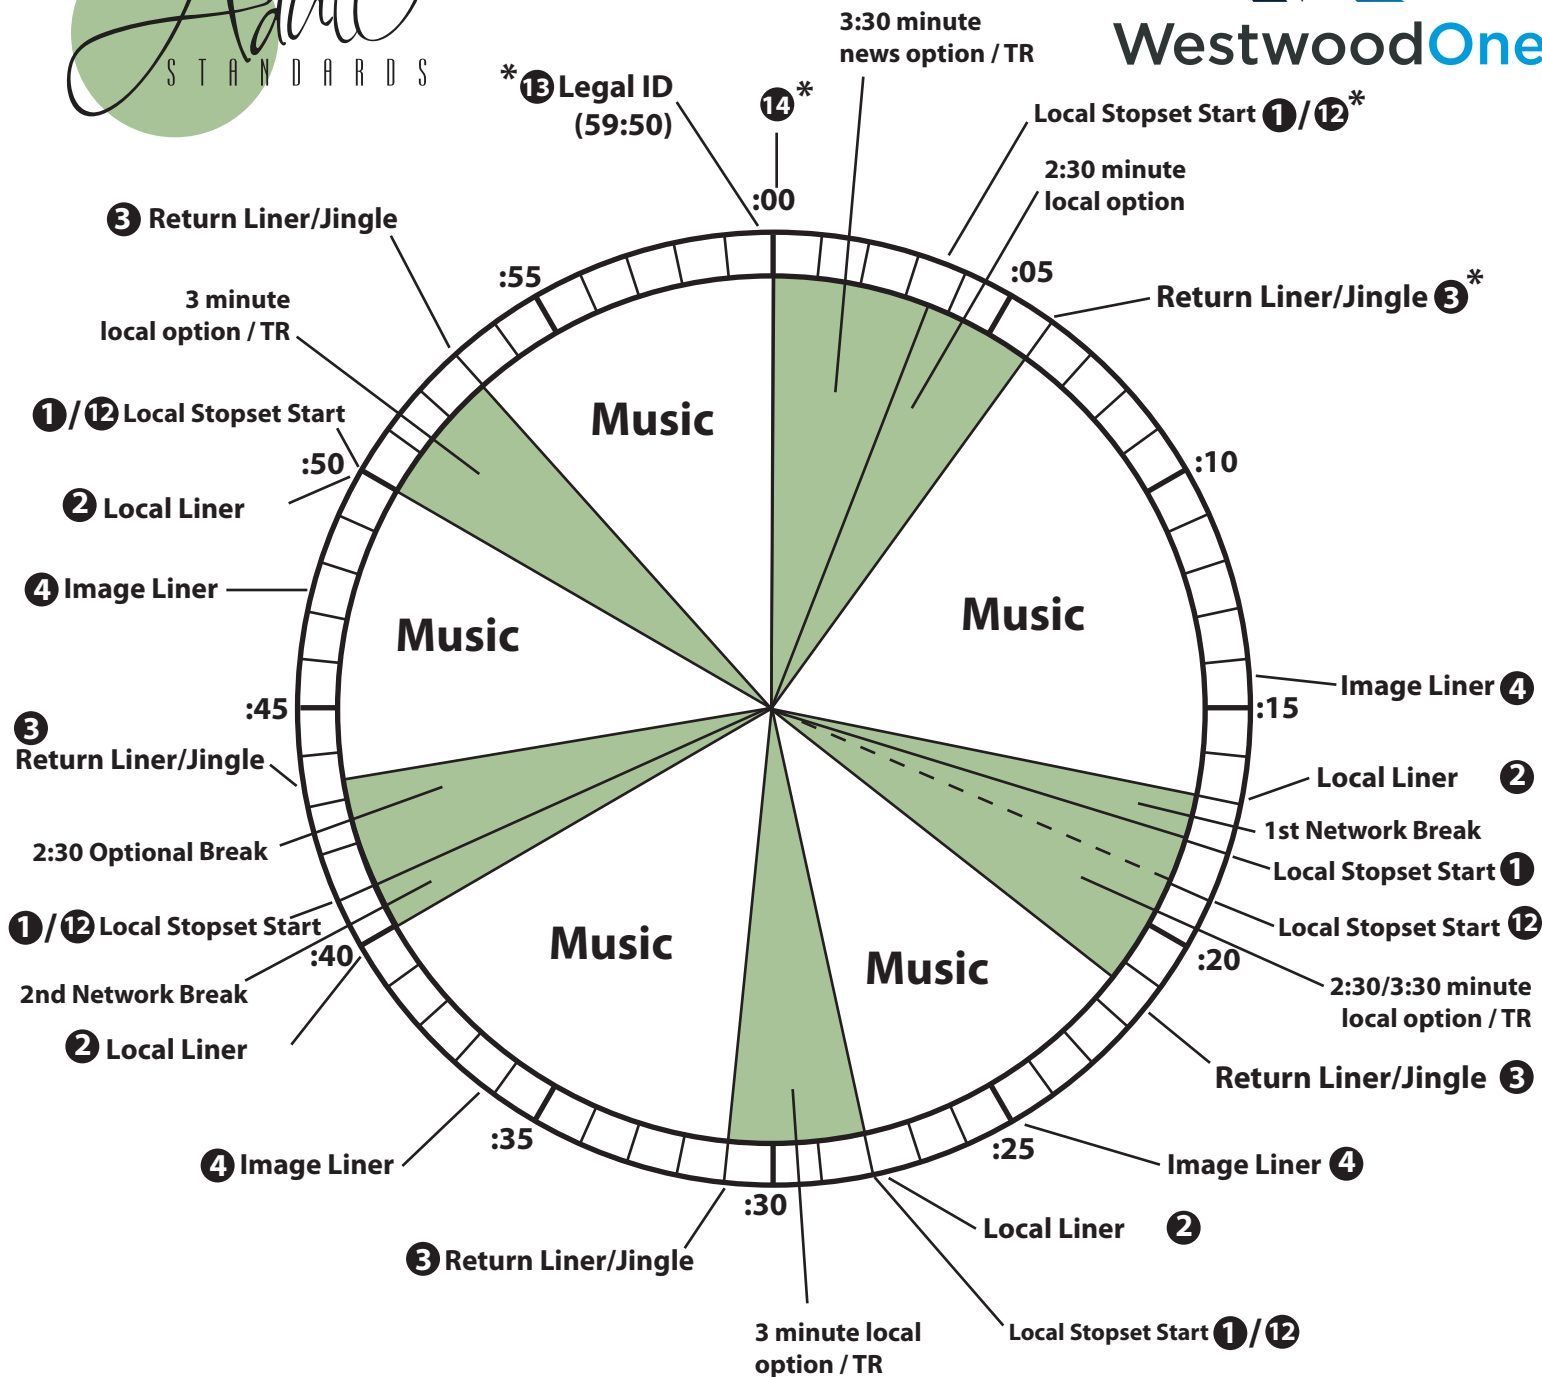 Adult
STANDARDS
WestwoodOne
3:30 minute
news option / TR
* 13 Legal ID
(59:50)
14 *
Local Stopset Start 1/12 *
2:30 minute
local option
:00
3 Return Liner/Jingle
:55
:05
Return Liner/Jingle 3 *
3 minute
local option / TR
1/12 Local Stopset Start
Music
:50
:10
2 Local Liner
4 Image Liner
Music
Music
Image Liner 4
:45
:15
3
Return Liner/Jingle
Local Liner 2
1st Network Break
2:30 Optional Break
Local Stopset Start 1
1/12 Local Stopset Start
Local Stopset Start 12
Music
Music
:40
:20
2nd Network Break
2:30/3:30 minute
local option / TR
2 Local Liner
Return Liner/Jingle 3
:35
:25
4 Image Liner
Image Liner 4
:30
Local Liner 2
3 Return Liner/Jingle
3 minute local
option / TR
Local Stopset Start 1/12